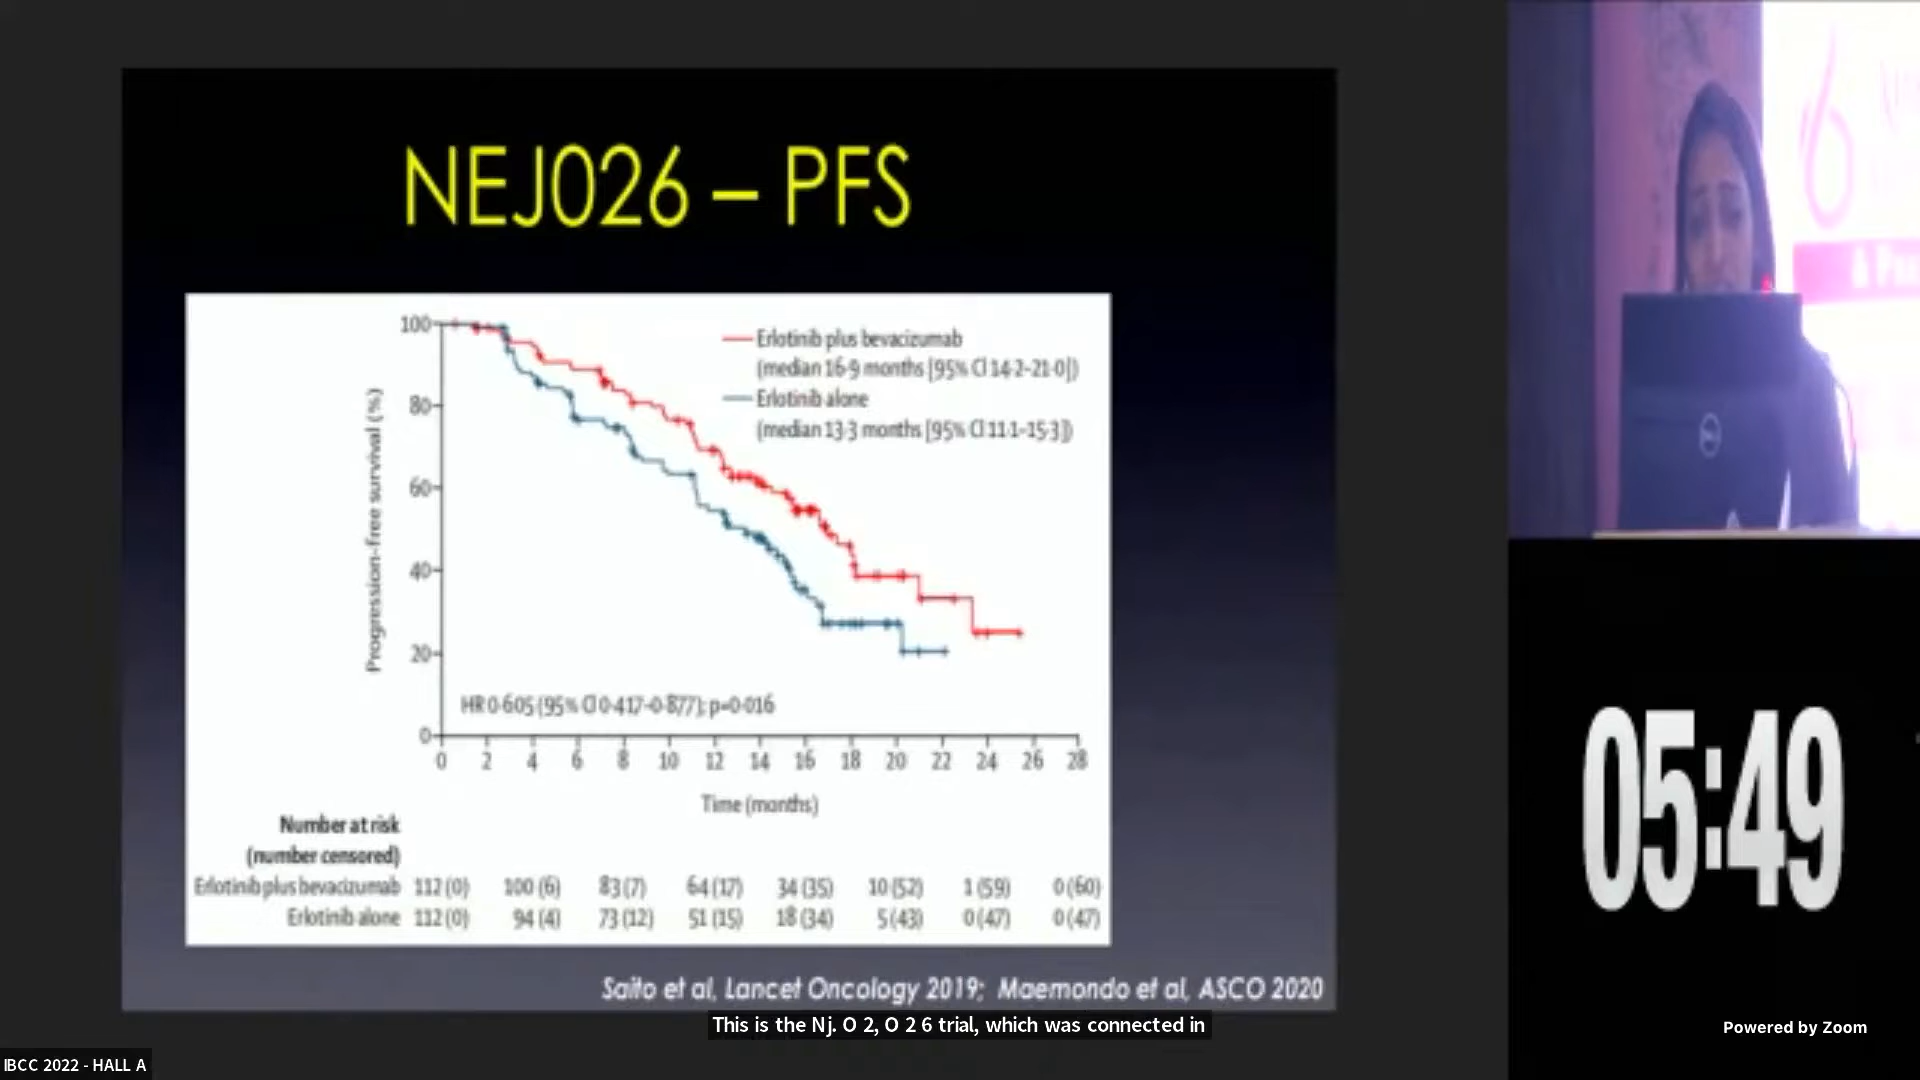 NEJ026 – PFS
100
80
60
40
20
0
Progression-free survival (%)
Erlotinib plus bevacizumab
(median 16·9 months [95% CI 14·2–21·0])
Erlotinib alone
(median 13·3 months [95% CI 11·1–15·3])
HR 0·605 (95% CI 0·417–0·877); p=0·016
0 2 4 6 8 10 12 14 16 18 20 22 24 26 28
Time (months)
Number at risk
(number censored)
Erlotinib plus bevacizumab 112 (0) 100 (6) 83 (7) 64 (17) 34 (35) 10 (52) 1 (59) 0 (60)
Erlotinib alone 112 (0) 94 (4) 73 (12) 51 (15) 18 (34) 5 (43) 0 (47) 0 (47)
Saito et al, Lancet Oncology 2019; Maemondo et al, ASCO 2020
This is the Nj. O 2, O 2 6 trial, which was connected in
IBCC 2022 - HALL A
6
05:49
Powered by Zoom